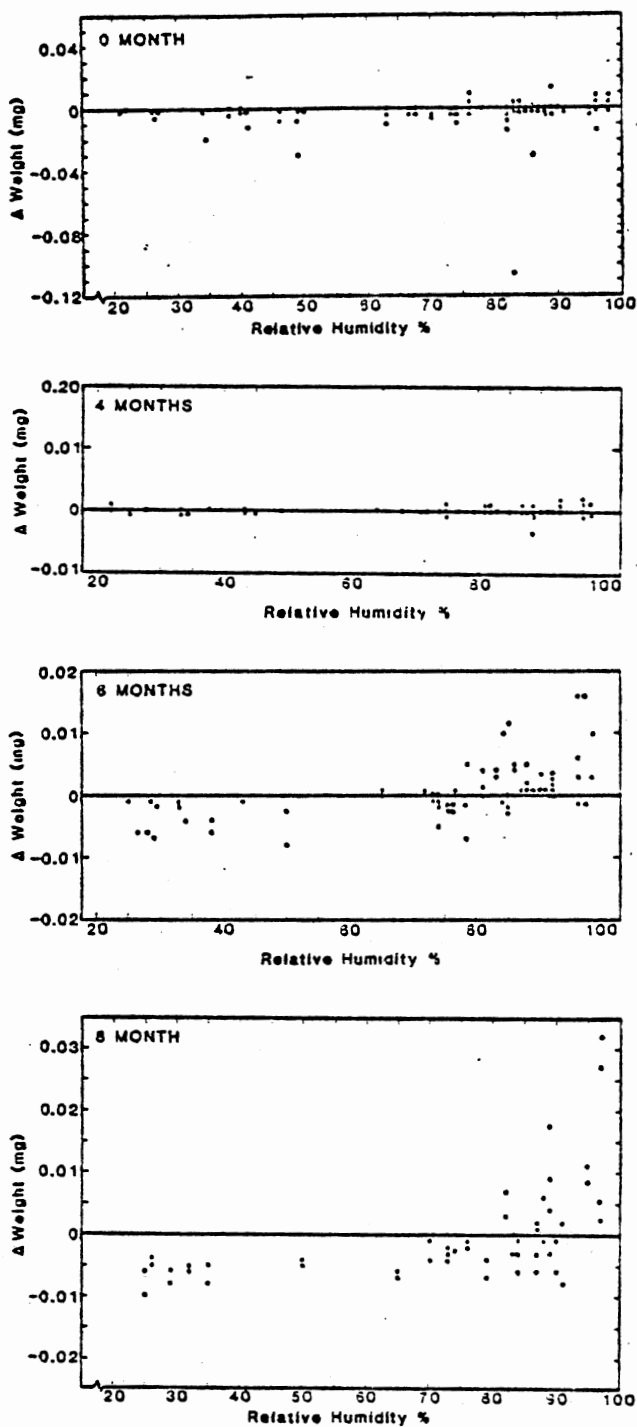 0 MONTH
0.04
0
-0.04
-0.08
-0.12
Δ Weight (mg)
20 30 40 50 60 70 80 90 100
Relative Humidity %
4 MONTHS
0.20
0.01
0
-0.01
Δ Weight (mg)
20 40 60 80 100
Relative Humidity %
6 MONTHS
0.02
0.01
0
-0.01
-0.02
Δ Weight (mg)
20 40 60 80 100
Relative Humidity %
8 MONTH
0.03
0.02
0.01
0
-0.01
-0.02
Δ Weight (mg)
20 30 40 50 60 70 80 90 100
Relative Humidity %